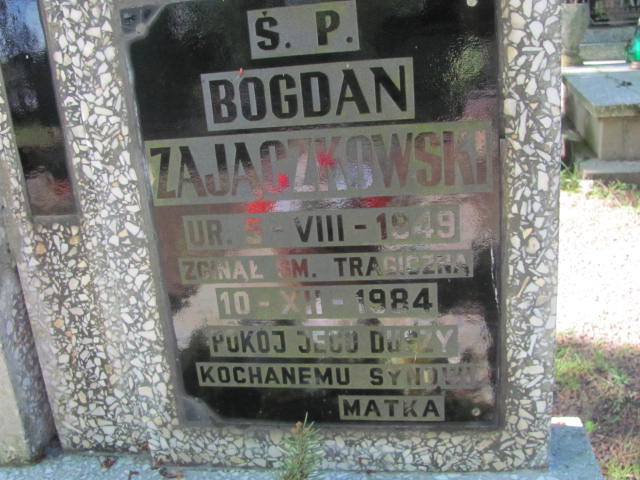 Ś. P.
BOGDAN
ZAJĄCZKOWSKI
UR. 5 - VIII - 1949
ZGINĄŁ ŚM. TRAGICZNĄ
10 - XII - 1984
POKÓJ JEGO DUSZY
KOCHANEMU SYNOWI
MATKA